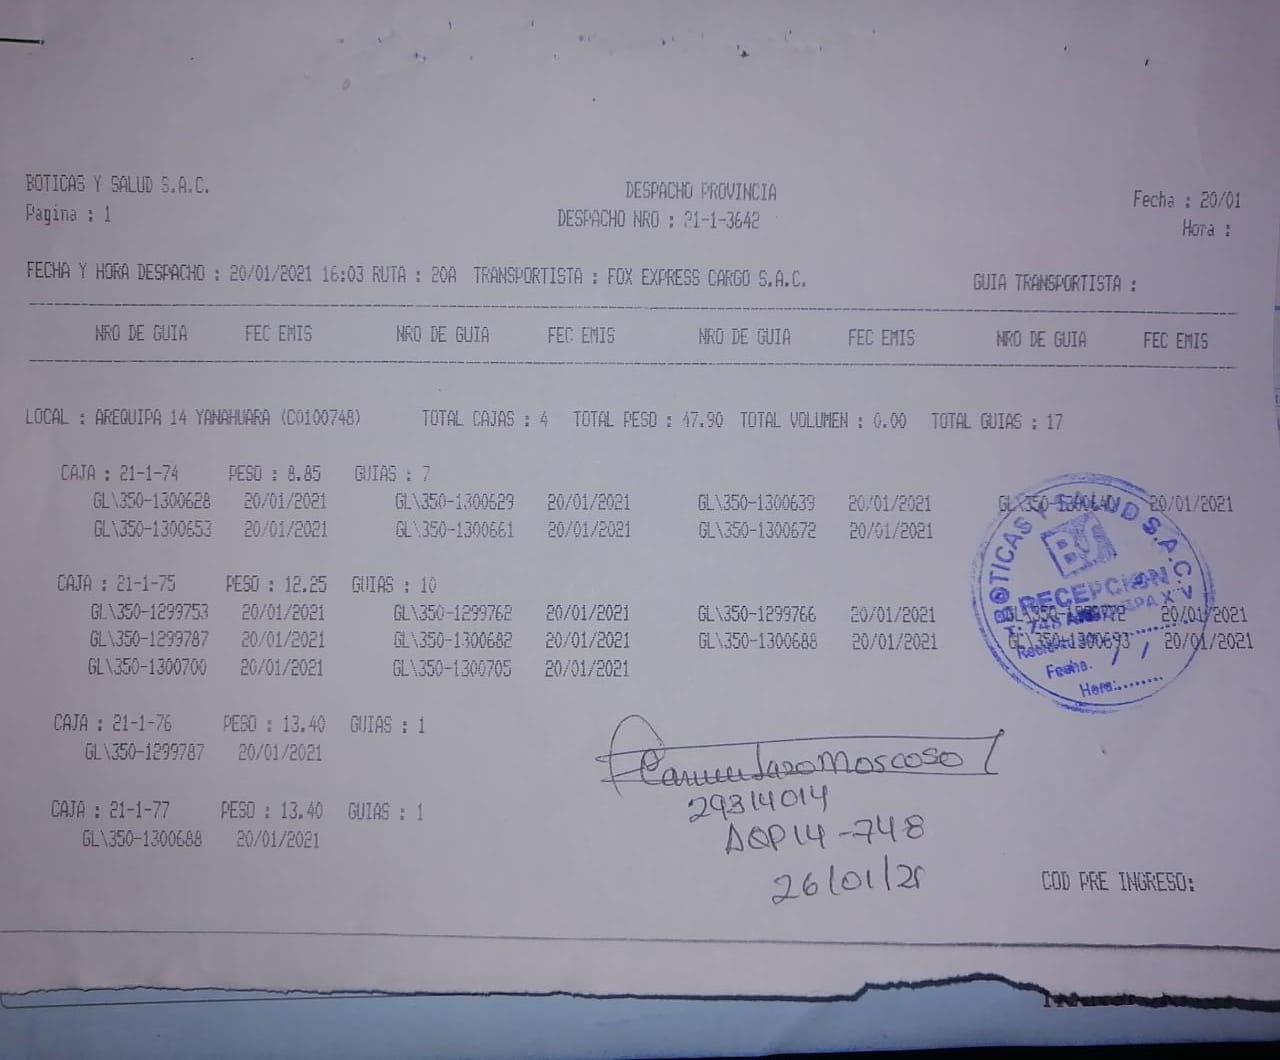 BOTICAS Y SALUD S.A.C.
DESPACHO PROVINCIA
Fecha : 20/01
Pagina : 1
DESPACHO NRO : 21-1-3642
Hora :
FECHA Y HORA DESPACHO : 20/01/2021 16:03 RUTA : 20A TRANSPORTISTA : FOX EXPRESS CARGO S.A.C. GUIA TRANSPORTISTA :
NRO DE GUIA FEC EMIS NRO DE GUIA FEC EMIS NRO DE GUIA FEC EMIS NRO DE GUIA FEC EMIS
LOCAL : AREQUIPA 14 YANAHUARA (C0100748) TOTAL CAJAS : 4 TOTAL PESO : 47.90 TOTAL VOLUMEN : 0.00 TOTAL GUIAS : 17
CAJA : 21-1-74 PESO : 8.85 GUIAS : 7
GL\350-1300628 20/01/2021 GL\350-1300629 20/01/2021 GL\350-1300639 20/01/2021 20/01/2021
GL\350-1300653 20/01/2021 GL\350-1300661 20/01/2021 GL\350-1300672 20/01/2021
CAJA : 21-1-75 PESO : 12.25 GUIAS : 10
GL\350-1299753 20/01/2021 GL\350-1299762 20/01/2021 GL\350-1299766 20/01/2021 GL\350-1299772 20/01/2021
GL\350-1299787 20/01/2021 GL\350-1300682 20/01/2021 GL\350-1300688 20/01/2021 GL\350-1300693 20/01/2021
GL\350-1300700 20/01/2021 GL\350-1300705 20/01/2021
BOTICAS Y SALUD S.A.C.
BS
RECEPCION
Fecha. / /
Hora:........
CAJA : 21-1-76 PESO : 13.40 GUIAS : 1
GL\350-1299787 20/01/2021
CAJA : 21-1-77 PESO : 13.40 GUIAS : 1
GL\350-1300688 20/01/2021
Moscoso
29314014
AQP14-748
26/01/21
COD PRE INGRESO: